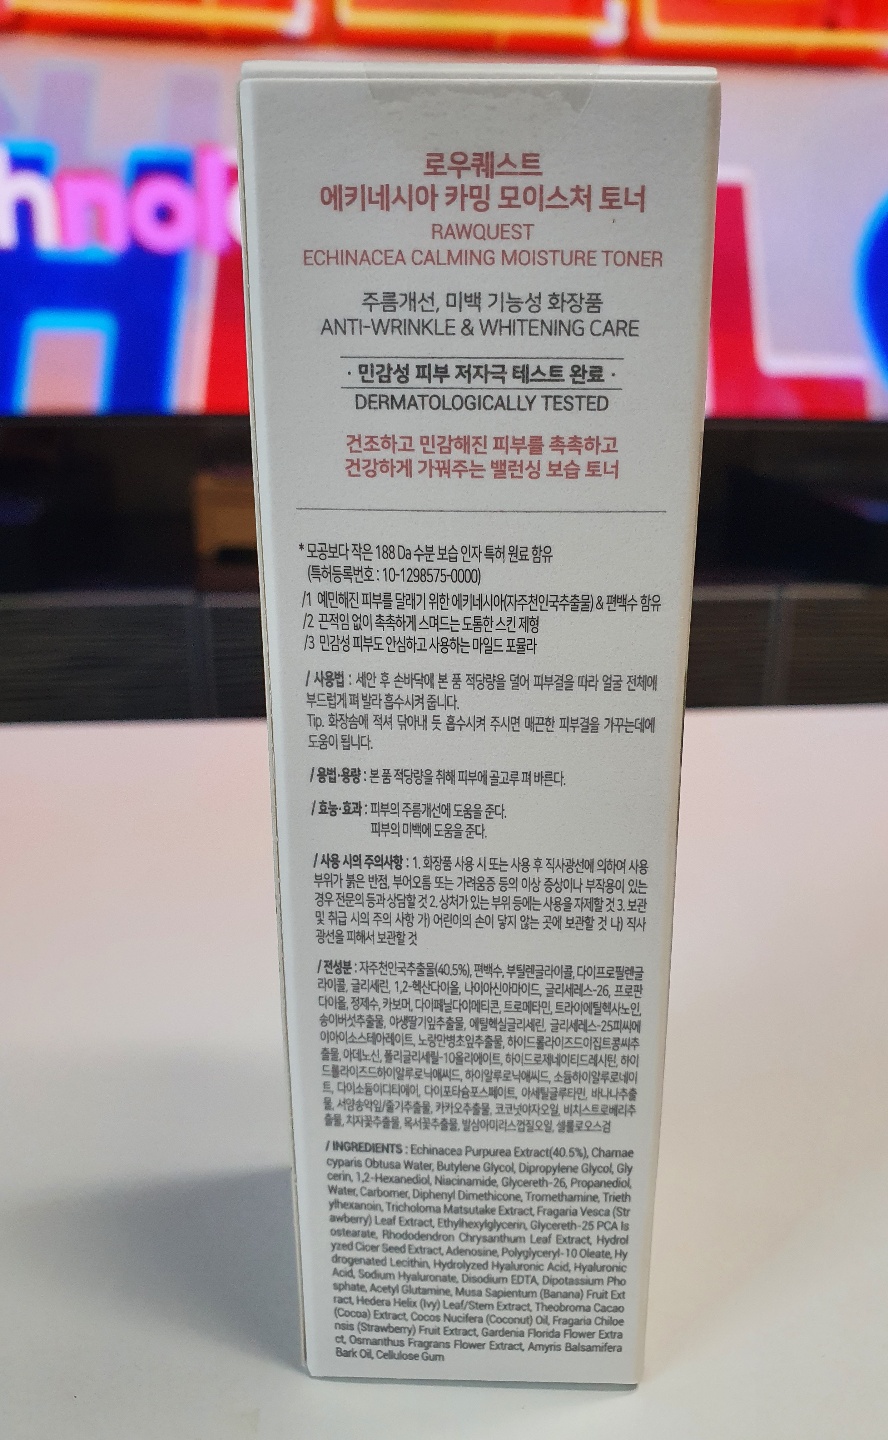 chnol
로우퀘스트
에키네시아 카밍 모이스처 토너
RAWQUEST
ECHINACEA CALMING MOISTURE TONER
주름개선, 미백 기능성 화장품
ANTI-WRINKLE & WHITENING CARE
· 민감성 피부 저자극 테스트 완료 ·
DERMATOLOGICALLY TESTED
건조하고 민감해진 피부를 촉촉하고
건강하게 가꿔주는 밸런싱 보습 토너
* 모공보다 작은 188 Da 수분 보습 인자 특허 원료 함유
(특허등록번호 : 10-1298575-0000)
/1 예민해진 피부를 달래기 위한 에키네시아(자주천인국추출물) & 편백수 함유
/2 끈적임 없이 촉촉하게 스며드는 도톰한 스킨 제형
/3 민감성 피부도 안심하고 사용하는 마일드 포뮬라
/ 사용법 : 세안 후 손바닥에 본 품 적당량을 덜어 피부결을 따라 얼굴 전체에
부드럽게 펴 발라 흡수시켜 줍니다.
Tip. 화장솜에 적셔 닦아내 듯 흡수시켜 주시면 매끈한 피부결을 가꾸는데에
도움이 됩니다.
/ 용법·용량 : 본 품 적당량을 취해 피부에 골고루 펴 바른다.
/ 효능·효과 : 피부의 주름개선에 도움을 준다.
피부의 미백에 도움을 준다.
/ 사용 시의 주의사항 : 1. 화장품 사용 시 또는 사용 후 직사광선에 의하여 사용
부위가 붉은 반점, 부어오름 또는 가려움증 등의 이상 증상이나 부작용이 있는
경우 전문의 등과 상담할 것 2. 상처가 있는 부위 등에는 사용을 자제할 것 3. 보관
및 취급 시의 주의 사항 가) 어린이의 손이 닿지 않는 곳에 보관할 것 나) 직사
광선을 피해서 보관할 것
/ 전성분 : 자주천인국추출물(40.5%), 편백수, 부틸렌글라이콜, 다이프로필렌글
라이콜, 글리세린, 1,2-헥산다이올, 나이아신아마이드, 글리세레스-26, 프로판
다이올, 정제수, 카보머, 다이페닐다이메티콘, 트로메타민, 트라이에틸헥사노인,
송이버섯추출물, 야생딸기잎추출물, 에틸헥실글리세린, 글리세레스-25피씨에
이아이소스테아레이트, 노랑만병초잎추출물, 하이드롤라이즈드이집트콩씨추
출물, 아데노신, 폴리글리세릴-10올리에이트, 하이드로제네이티드레시틴, 하이
드롤라이즈드하이알루로닉애씨드, 하이알루로닉애씨드, 소듐하이알루로네이
트, 다이소듐이디티에이, 다이포타슘포스페이트, 아세틸글루타민, 바나나추출
물, 서양송악잎/줄기추출물, 카카오추출물, 코코넛야자오일, 비치스트로베리추
출물, 치자꽃추출물, 목서꽃추출물, 발삼아미리스껍질오일, 셀룰로오스검
/ INGREDIENTS : Echinacea Purpurea Extract(40.5%), Chamae
cyparis Obtusa Water, Butylene Glycol, Dipropylene Glycol, Gly
cerin, 1,2-Hexanediol, Niacinamide, Glycereth-26, Propanediol,
Water, Carbomer, Diphenyl Dimethicone, Tromethamine, Trieth
ylhexanoin, Tricholoma Matsutake Extract, Fragaria Vesca (Str
awberry) Leaf Extract, Ethylhexylglycerin, Glycereth-25 PCA Is
ostearate, Rhododendron Chrysanthum Leaf Extract, Hydrol
yzed Cicer Seed Extract, Adenosine, Polyglyceryl-10 Oleate, Hy
drogenated Lecithin, Hydrolyzed Hyaluronic Acid, Hyaluronic
Acid, Sodium Hyaluronate, Disodium EDTA, Dipotassium Pho
sphate, Acetyl Glutamine, Musa Sapientum (Banana) Fruit Ext
ract, Hedera Helix (Ivy) Leaf/Stem Extract, Theobroma Cacao
(Cocoa) Extract, Cocos Nucifera (Coconut) Oil, Fragaria Chiloe
nsis (Strawberry) Fruit Extract, Gardenia Florida Flower Extra
ct, Osmanthus Fragrans Flower Extract, Amyris Balsamifera
Bark Oil, Cellulose Gum